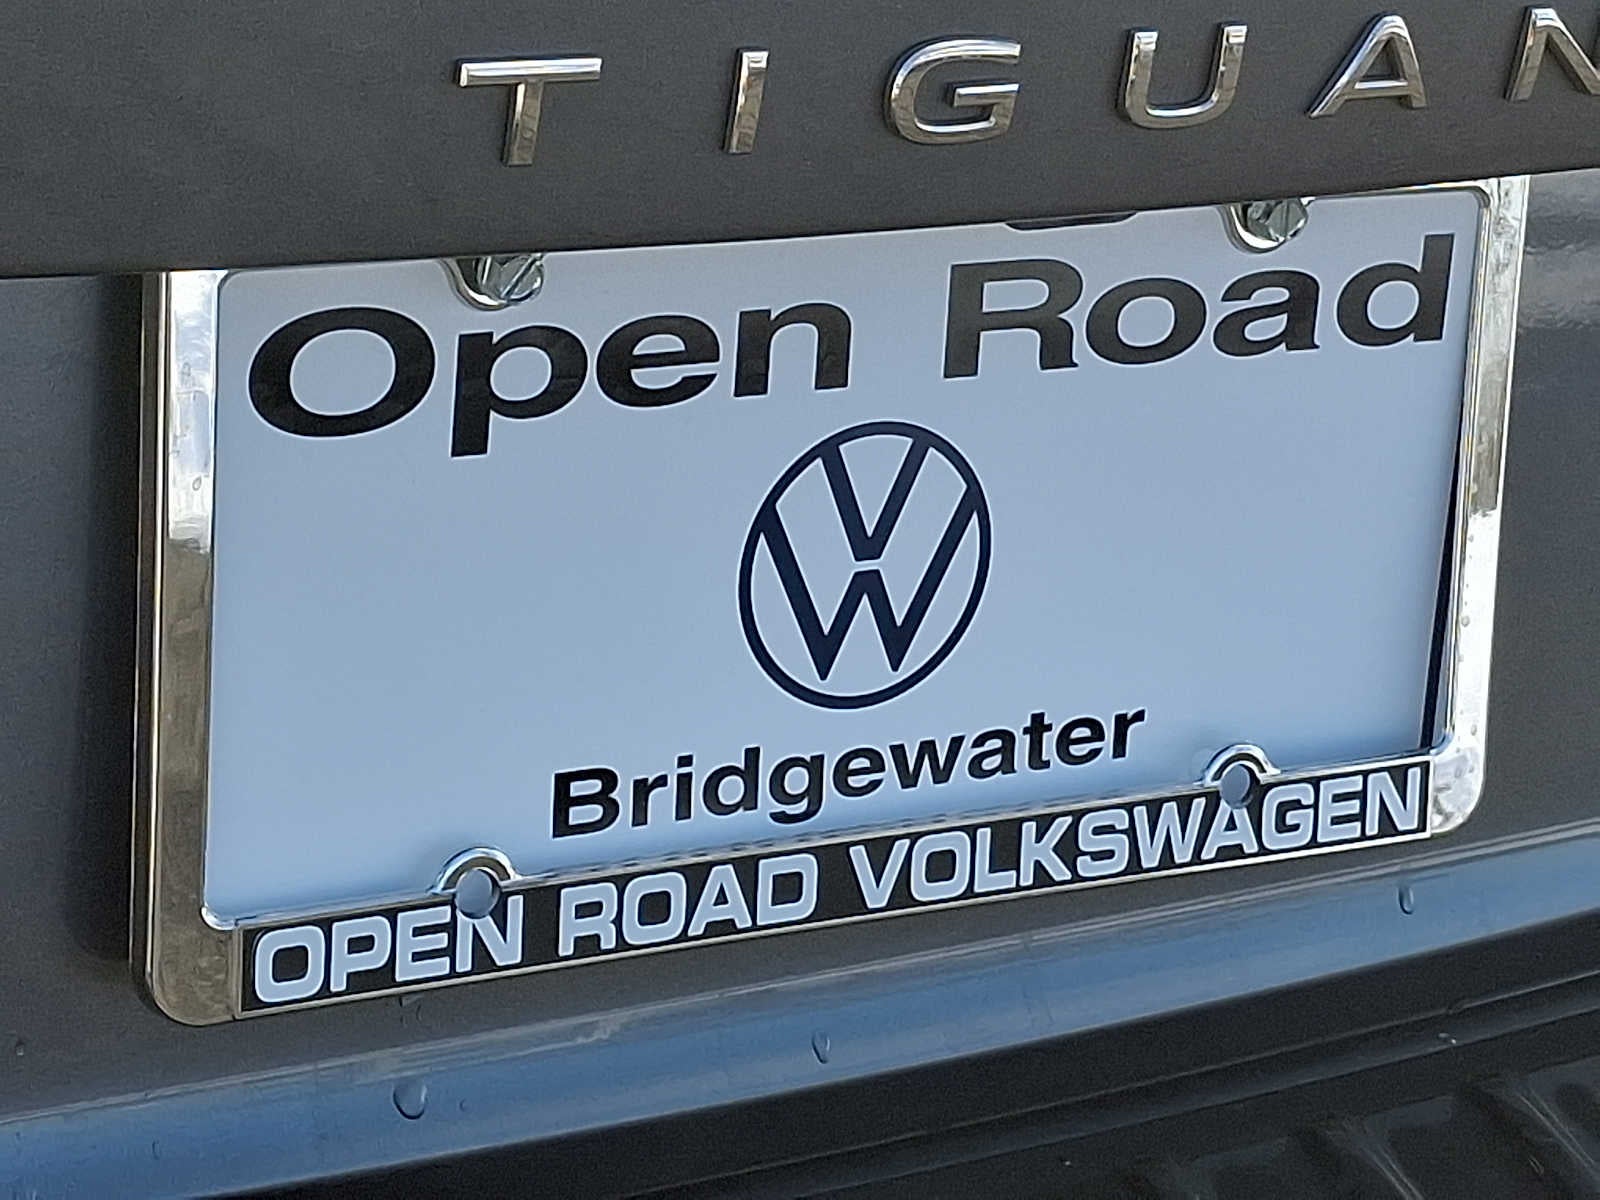 TIGUAN
Open Road
Bridgewater
OPEN ROAD VOLKSWAGEN